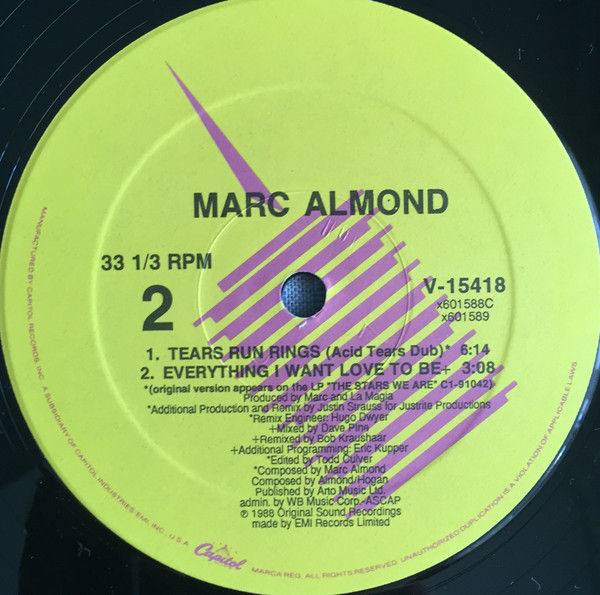 MARC ALMOND
33 1/3 RPM
2
V-15418
x601588C
x601589
1. TEARS RUN RINGS (Acid Tears Dub)* 6:14
2. EVERYTHING I WANT LOVE TO BE+ 3:08
*(original version appears on the LP "THE STARS WE ARE" C1-91042)
Produced by Marc and La Magia
*Additional Production and Remix by Justin Strauss for Justrite Productions
*Remix Engineer: Hugo Dwyer
+Mixed by Dave Pine
+Remixed by Bob Kraushaar
+Additional Programming: Eric Kupper
*Edited by Todd Culver
*Composed by Marc Almond
Composed by Almond/Hogan
Published by Arto Music Ltd.
admin. by WB Music Corp.-ASCAP
℗ 1988 Original Sound Recordings
made by EMI Records Limited
MANUFACTURED BY CAPITOL RECORDS, INC. A SUBSIDIARY OF CAPITOL INDUSTRIES-EMI, INC. U.S.A.
Capitol
MARCA REG. ALL RIGHTS RESERVED. UNAUTHORIZED DUPLICATION IS A VIOLATION OF APPLICABLE LAWS.